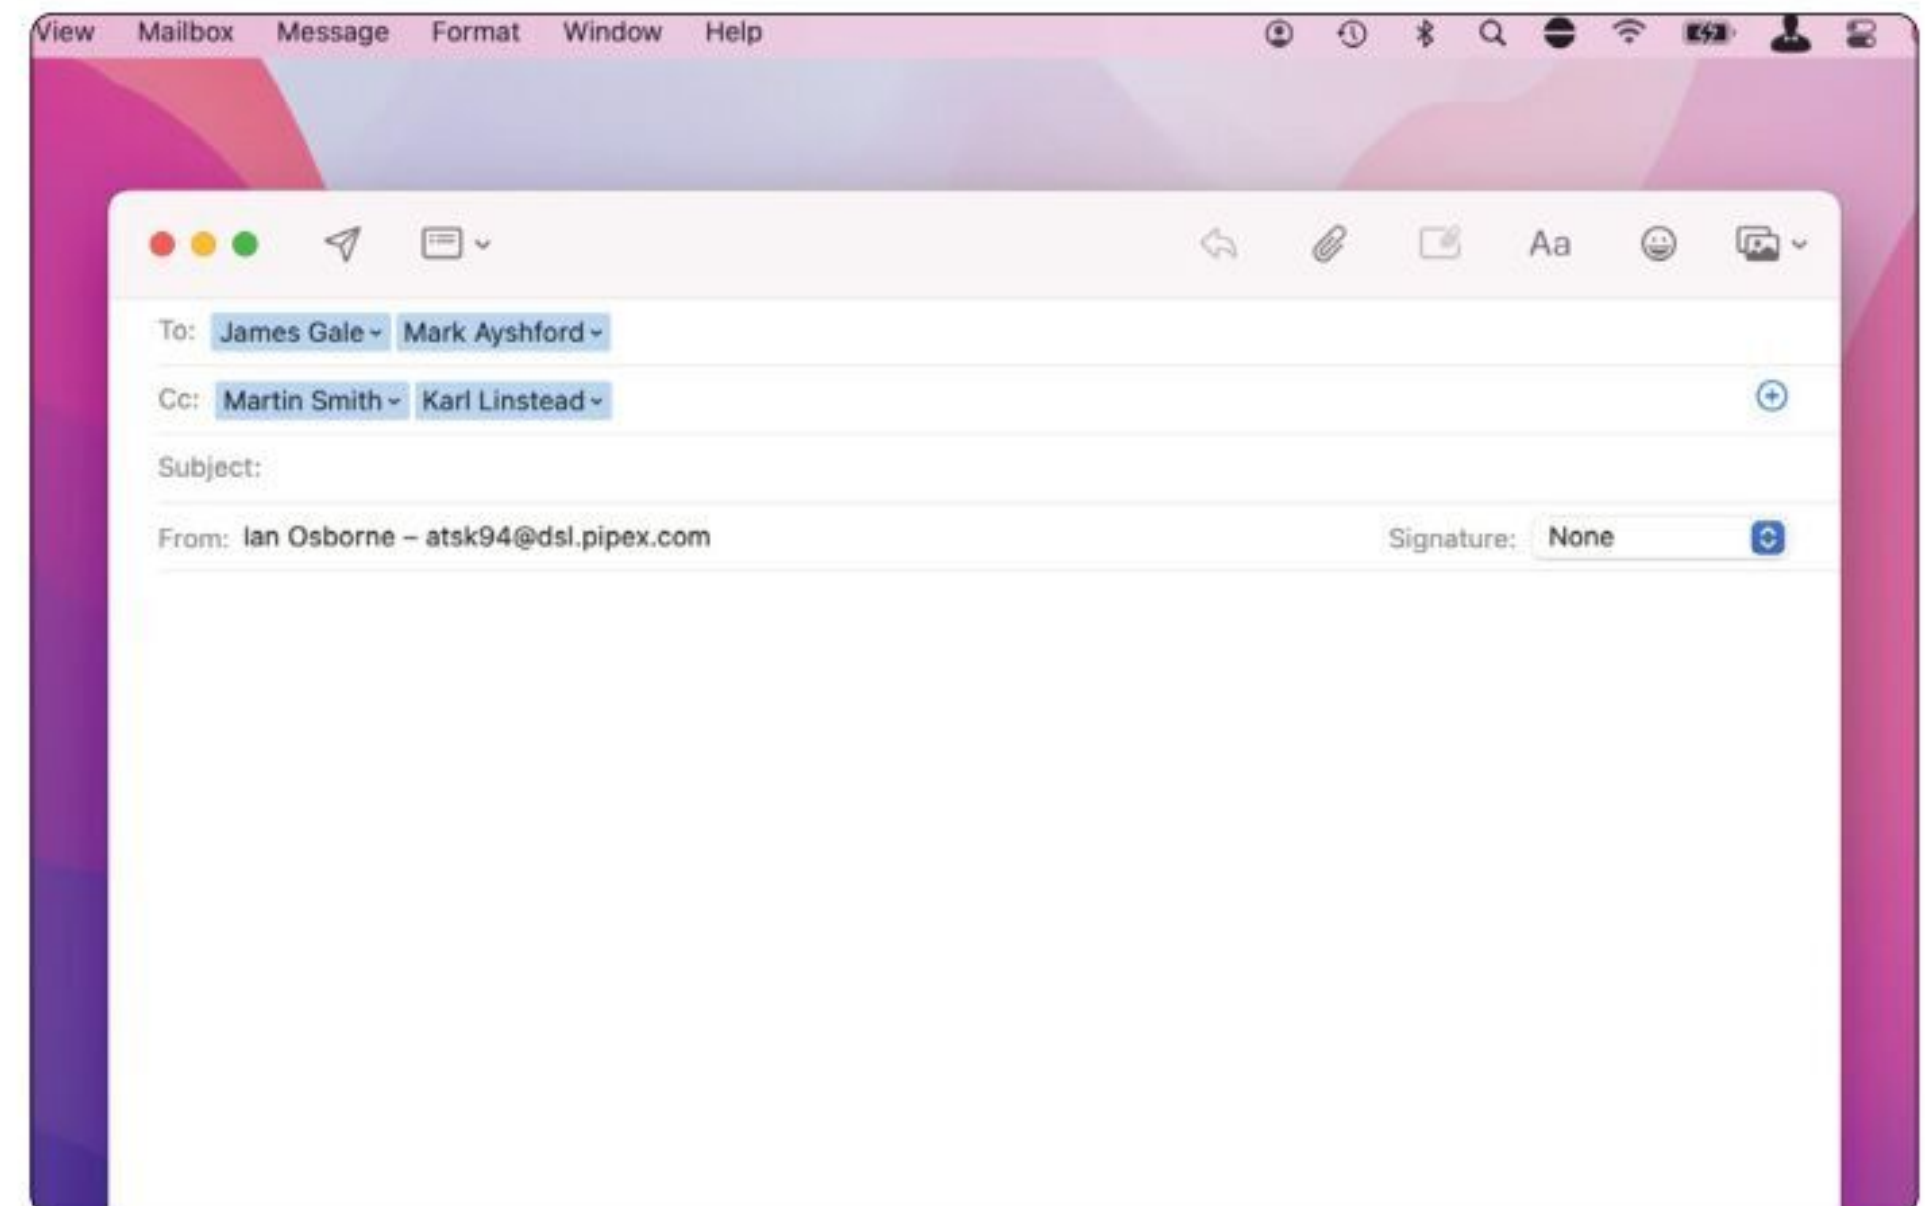 View Mailbox Message Format Window Help
Aa
To: James Gale Mark Ayshford
Cc: Martin Smith Karl Linstead
Subject:
From: Ian Osborne – atsk94@dsl.pipex.com Signature: None